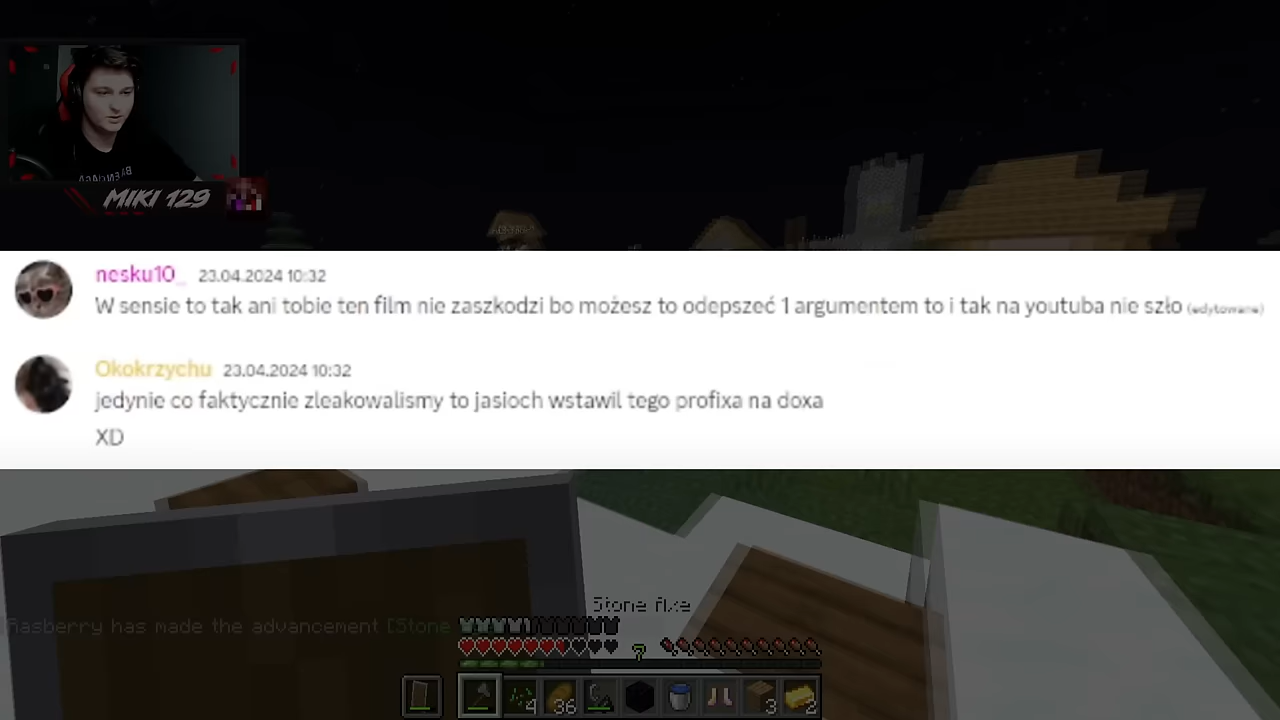 MIKI 129
nesku10_ 23.04.2024 10:32
W sensie to tak ani tobie ten film nie zaszkodzi bo możesz to odepszeć 1 argumentem to i tak na youtuba nie szło (edytowane)
Okokrzychu 23.04.2024 10:32
jedynie co faktycznie zleakowalismy to jasioch wstawil tego profixa na doxa
XD
Stone Axe
Rasberry has made the advancement [Stone
7
4 36 3 2